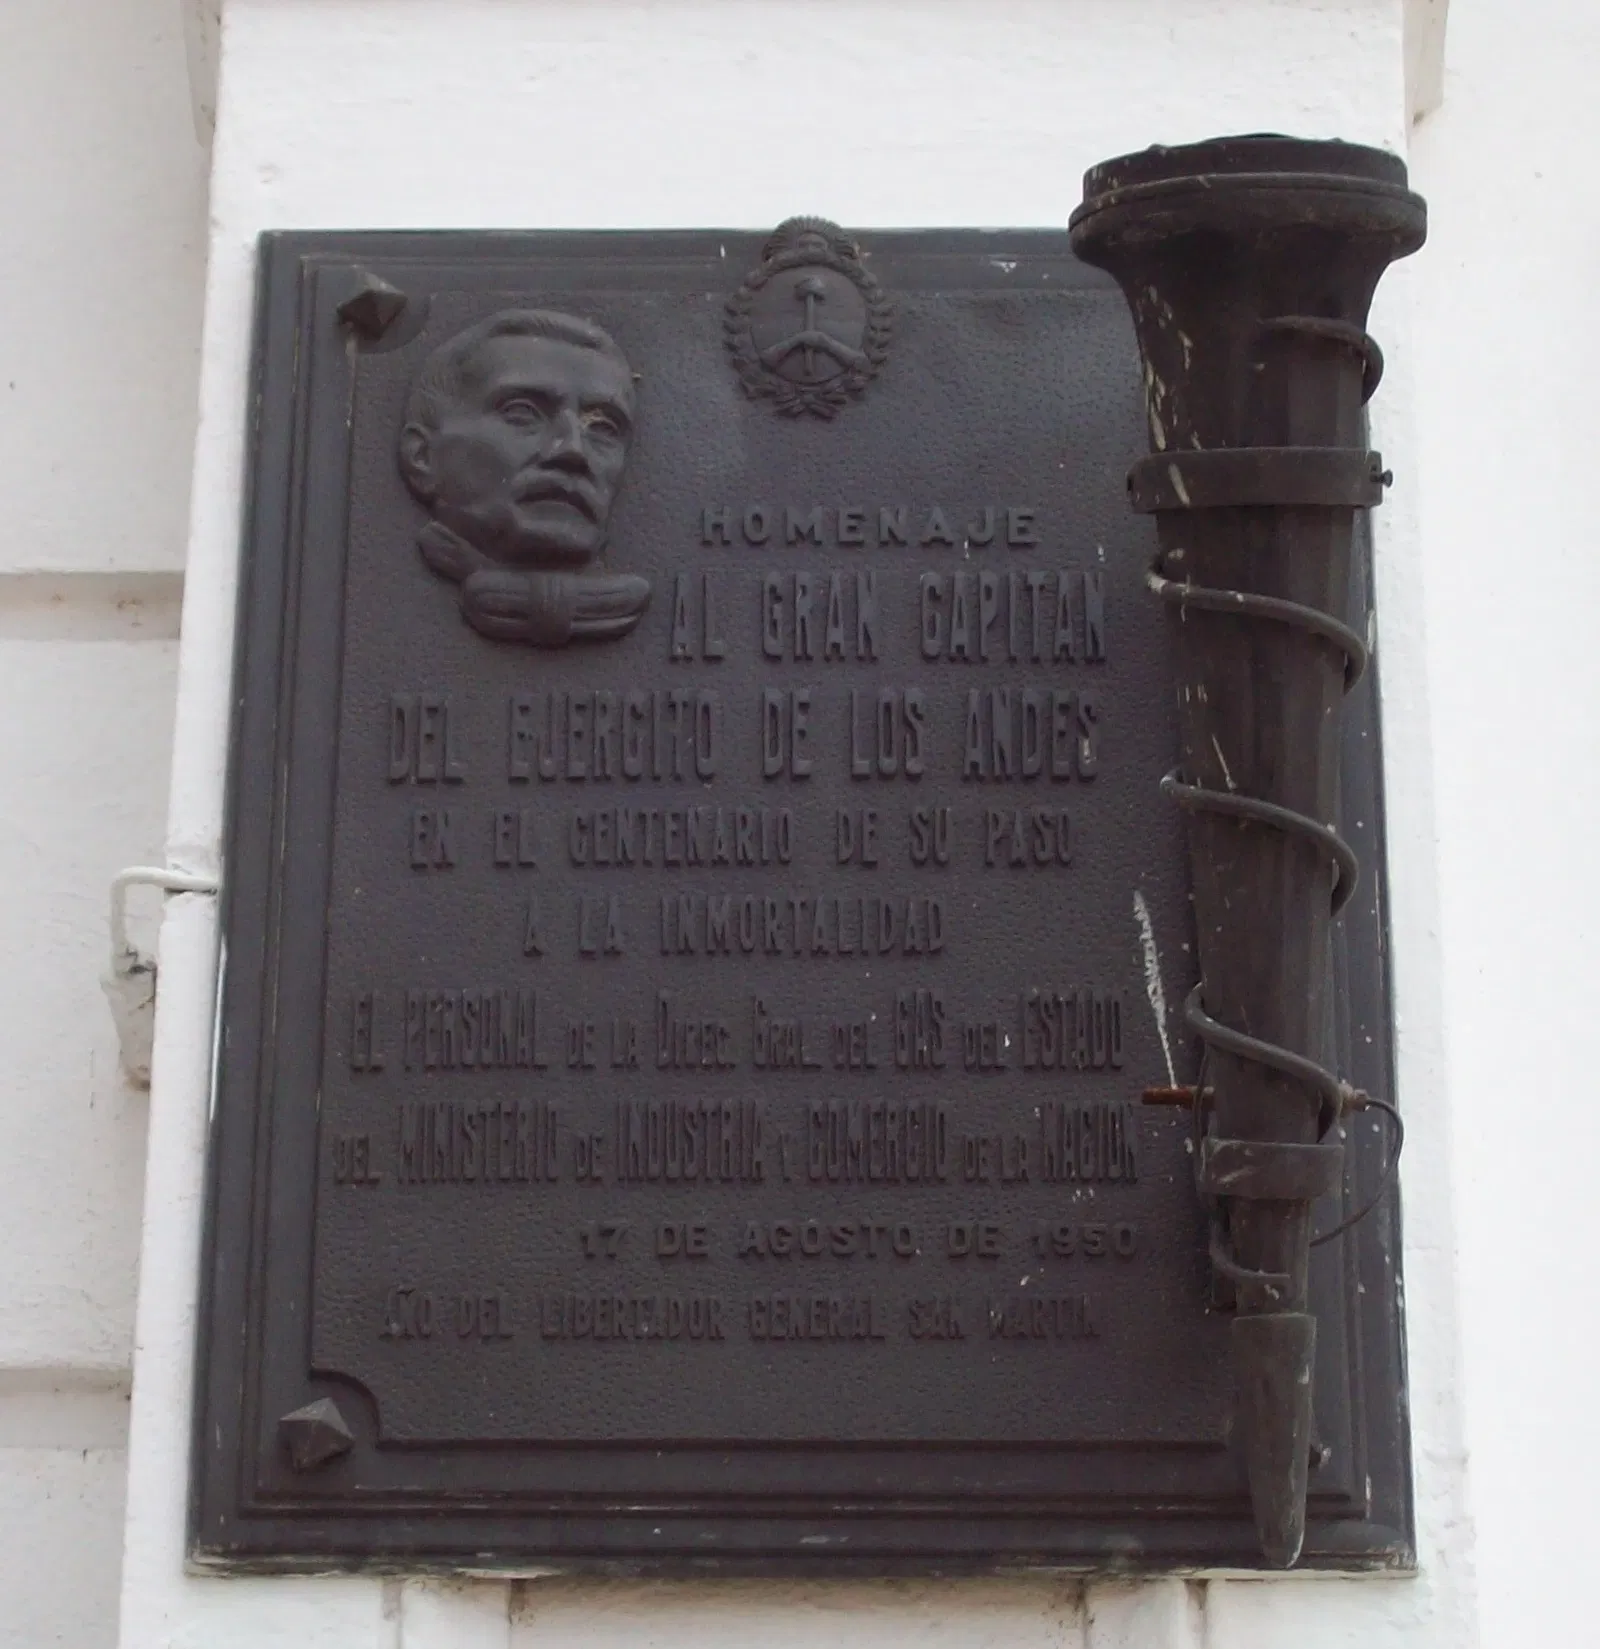 HOMENAJE
AL GRAN CAPITAN
DEL EJERCITO DE LOS ANDES
EN EL CENTENARIO DE SU PASO
A LA INMORTALIDAD
EL PERSONAL DE LA DIREC. GRAL. DEL GAS DEL ESTADO
DEL MINISTERIO DE INDUSTRIA Y COMERCIO DE LA NACION
17 DE AGOSTO DE 1950
AÑO DEL LIBERTADOR GENERAL SAN MARTIN